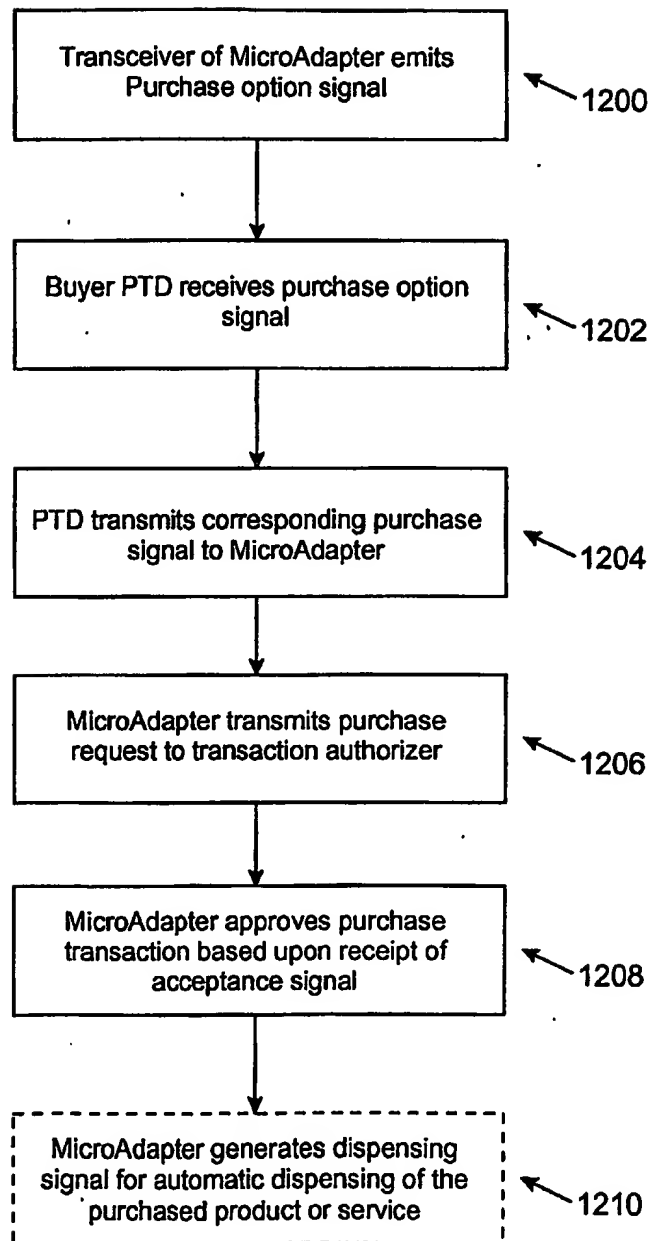 Transceiver of MicroAdapter emits
Purchase option signal
1200
Buyer PTD receives purchase option
signal
1202
PTD transmits corresponding purchase
signal to MicroAdapter
1204
MicroAdapter transmits purchase
request to transaction authorizer
1206
MicroAdapter approves purchase
transaction based upon receipt of
acceptance signal
1208
MicroAdapter generates dispensing
signal for automatic dispensing of the
purchased product or service
1210